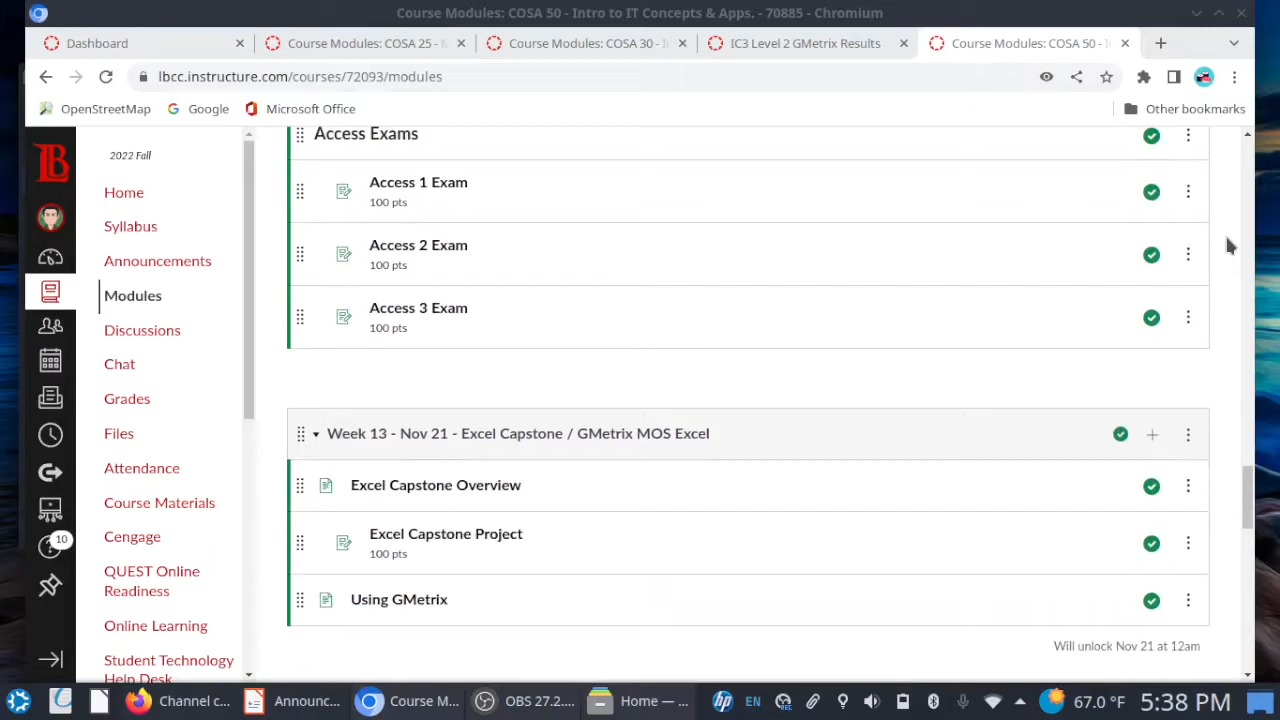 Course Modules: COSA 50 - Intro to IT Concepts & Apps. - 70885 - Chromium
Dashboard
Course Modules: COSA 25 - M
Course Modules: COSA 30 - I
IC3 Level 2 GMetrix Results
Course Modules: COSA 50 - I
lbcc.instructure.com/courses/72093/modules
OpenStreetMap
Google
Microsoft Office
Other bookmarks
LB
2022 Fall
Home
Syllabus
Announcements
Modules
Discussions
Chat
Grades
Files
Attendance
Course Materials
Cengage
QUEST Online
Readiness
Online Learning
Student Technology
Help Desk
10
Access Exams
Access 1 Exam
100 pts
Access 2 Exam
100 pts
Access 3 Exam
100 pts
Week 13 - Nov 21 - Excel Capstone / GMetrix MOS Excel
Excel Capstone Overview
Excel Capstone Project
100 pts
Using GMetrix
Will unlock Nov 21 at 12am
Channel c...
Announc...
Course M...
OBS 27.2....
Home — ...
EN
67.0 °F
5:38 PM